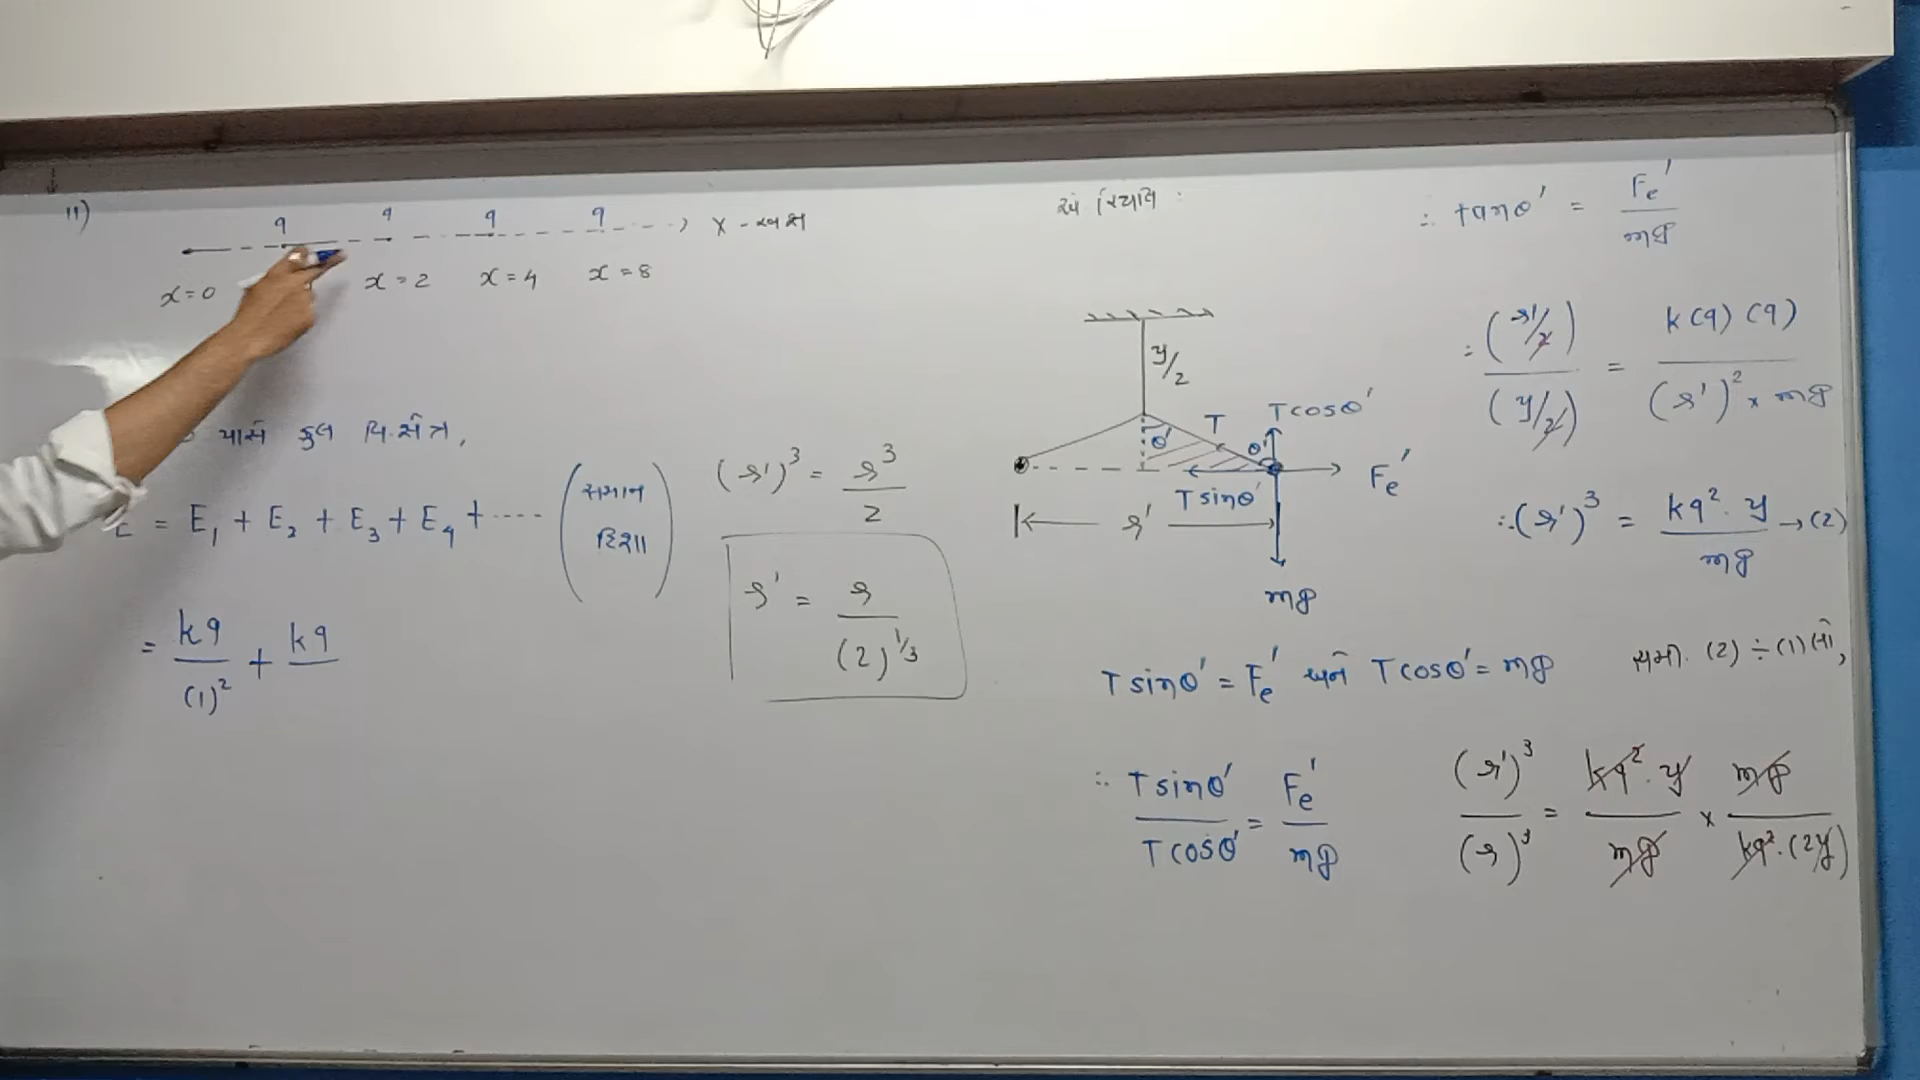 11)
q q q q
x=0 x=2 x=4 x=8 X-અક્ષ
પાસે કુલ વિ.ક્ષેત્ર,
E = E₁ + E₂ + E₃ + E₄ + ---- (સમાન દિશા)
= kq/(1)² + kq
(r')³ = r³/2
r' = r/(2)^1/3
y/2
θ' T θ' Tcosθ'
Tsinθ' Fe'
r'
mg
Tsinθ' = Fe' અને Tcosθ' = mg
∴ Tsinθ'/Tcosθ' = Fe'/mg
∴ tanθ' = Fe'/mg
∴ (r'/2)/(y/2) = k(q)(q)/(r')² × mg
∴ (r')³ = kq².y/mg → (2)
સમી. (2) ÷ (1) લો,
(r')³/(r)³ = kq².y/mg × mg/kq².(2y)